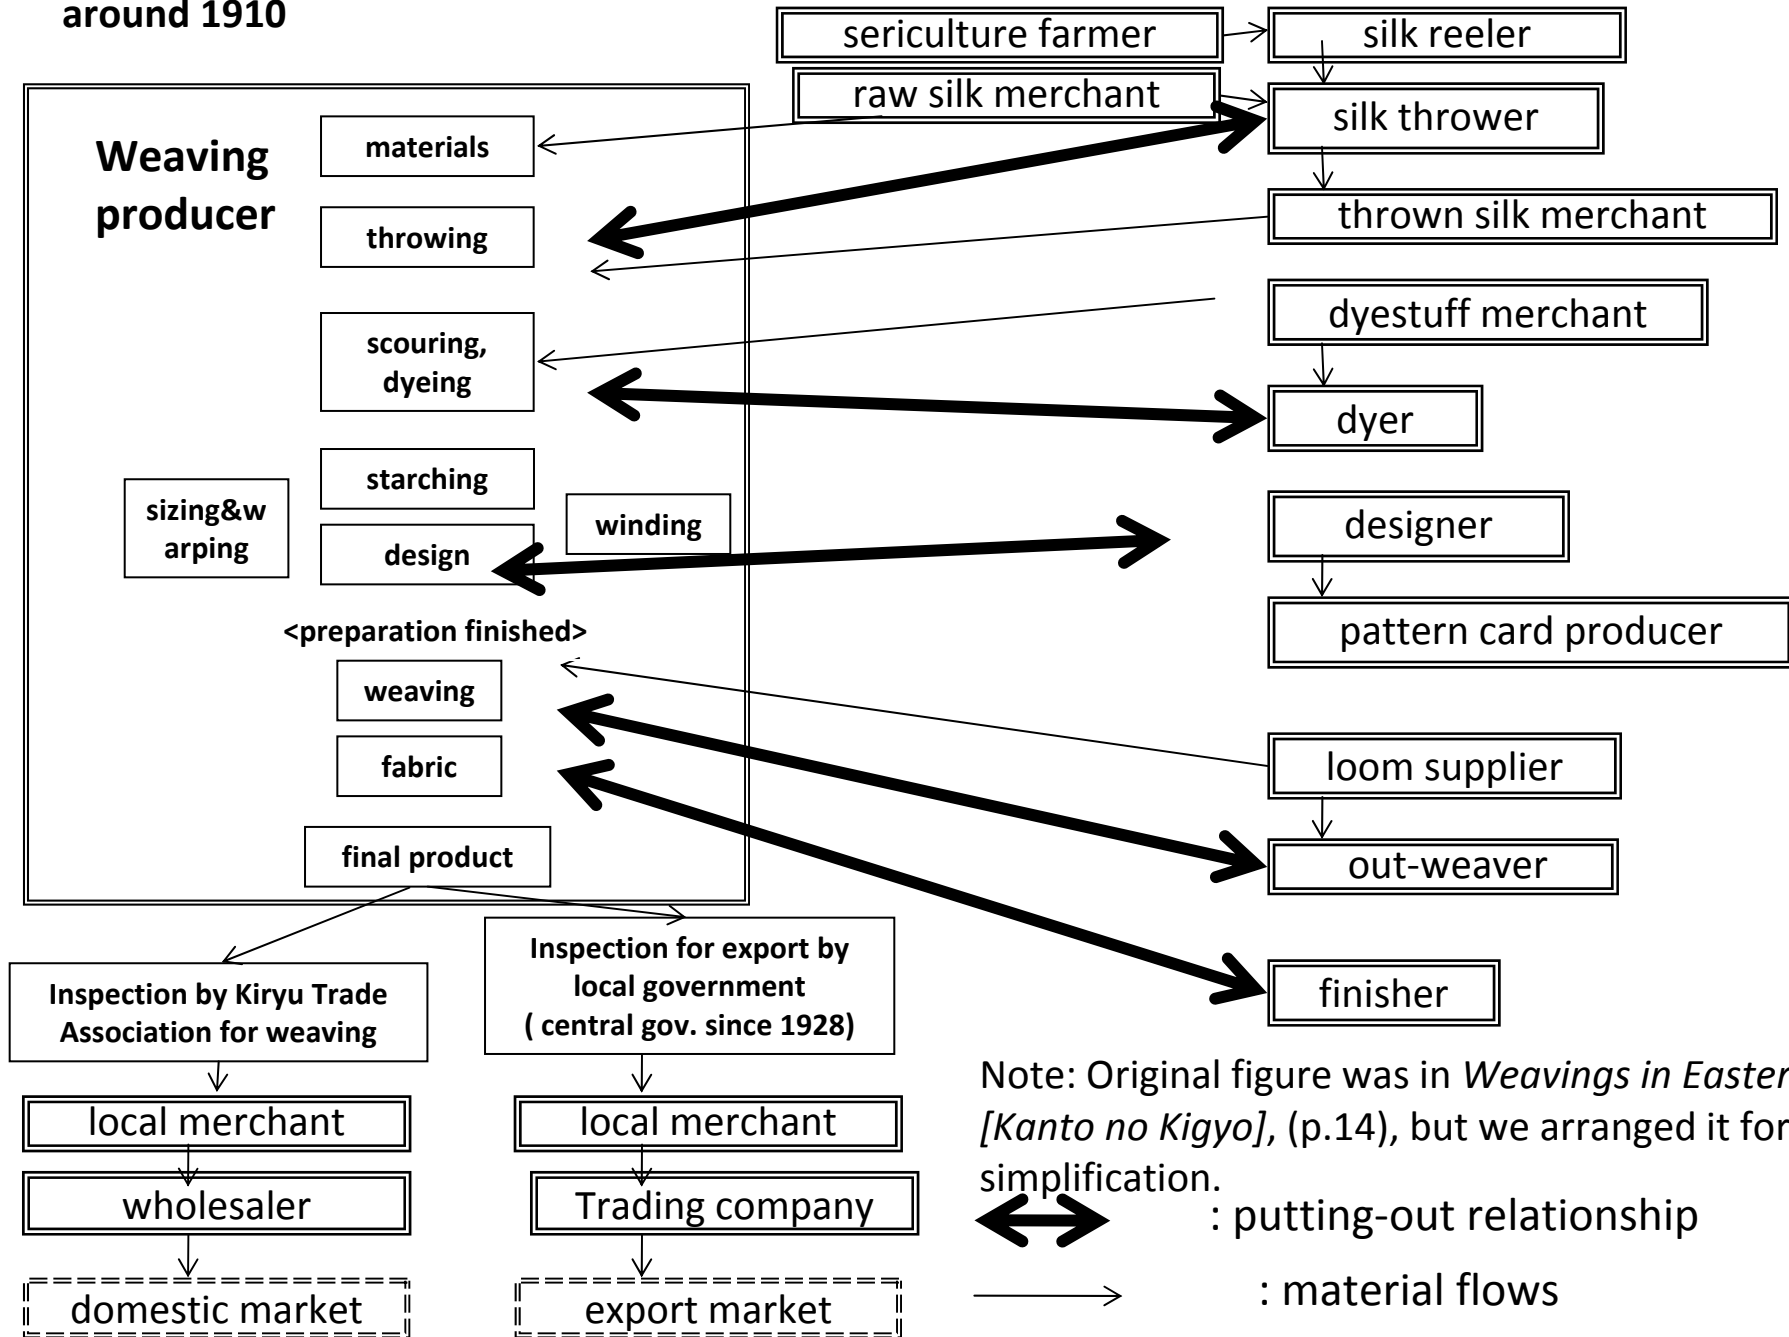 around 1910
sericulture farmer
silk reeler
raw silk merchant
silk thrower
thrown silk merchant
dyestuff merchant
dyer
designer
pattern card producer
loom supplier
out-weaver
finisher
Weaving
producer
materials
throwing
scouring,
dyeing
starching
sizing&w
arping
winding
design
<preparation finished>
weaving
fabric
final product
Inspection by Kiryu Trade
Association for weaving
local merchant
wholesaler
domestic market
Inspection for export by
local government
( central gov. since 1928)
local merchant
Trading company
export market
Note: Original figure was in Weavings in Easter
[Kanto no Kigyo], (p.14), but we arranged it for
simplification.
: putting-out relationship
: material flows